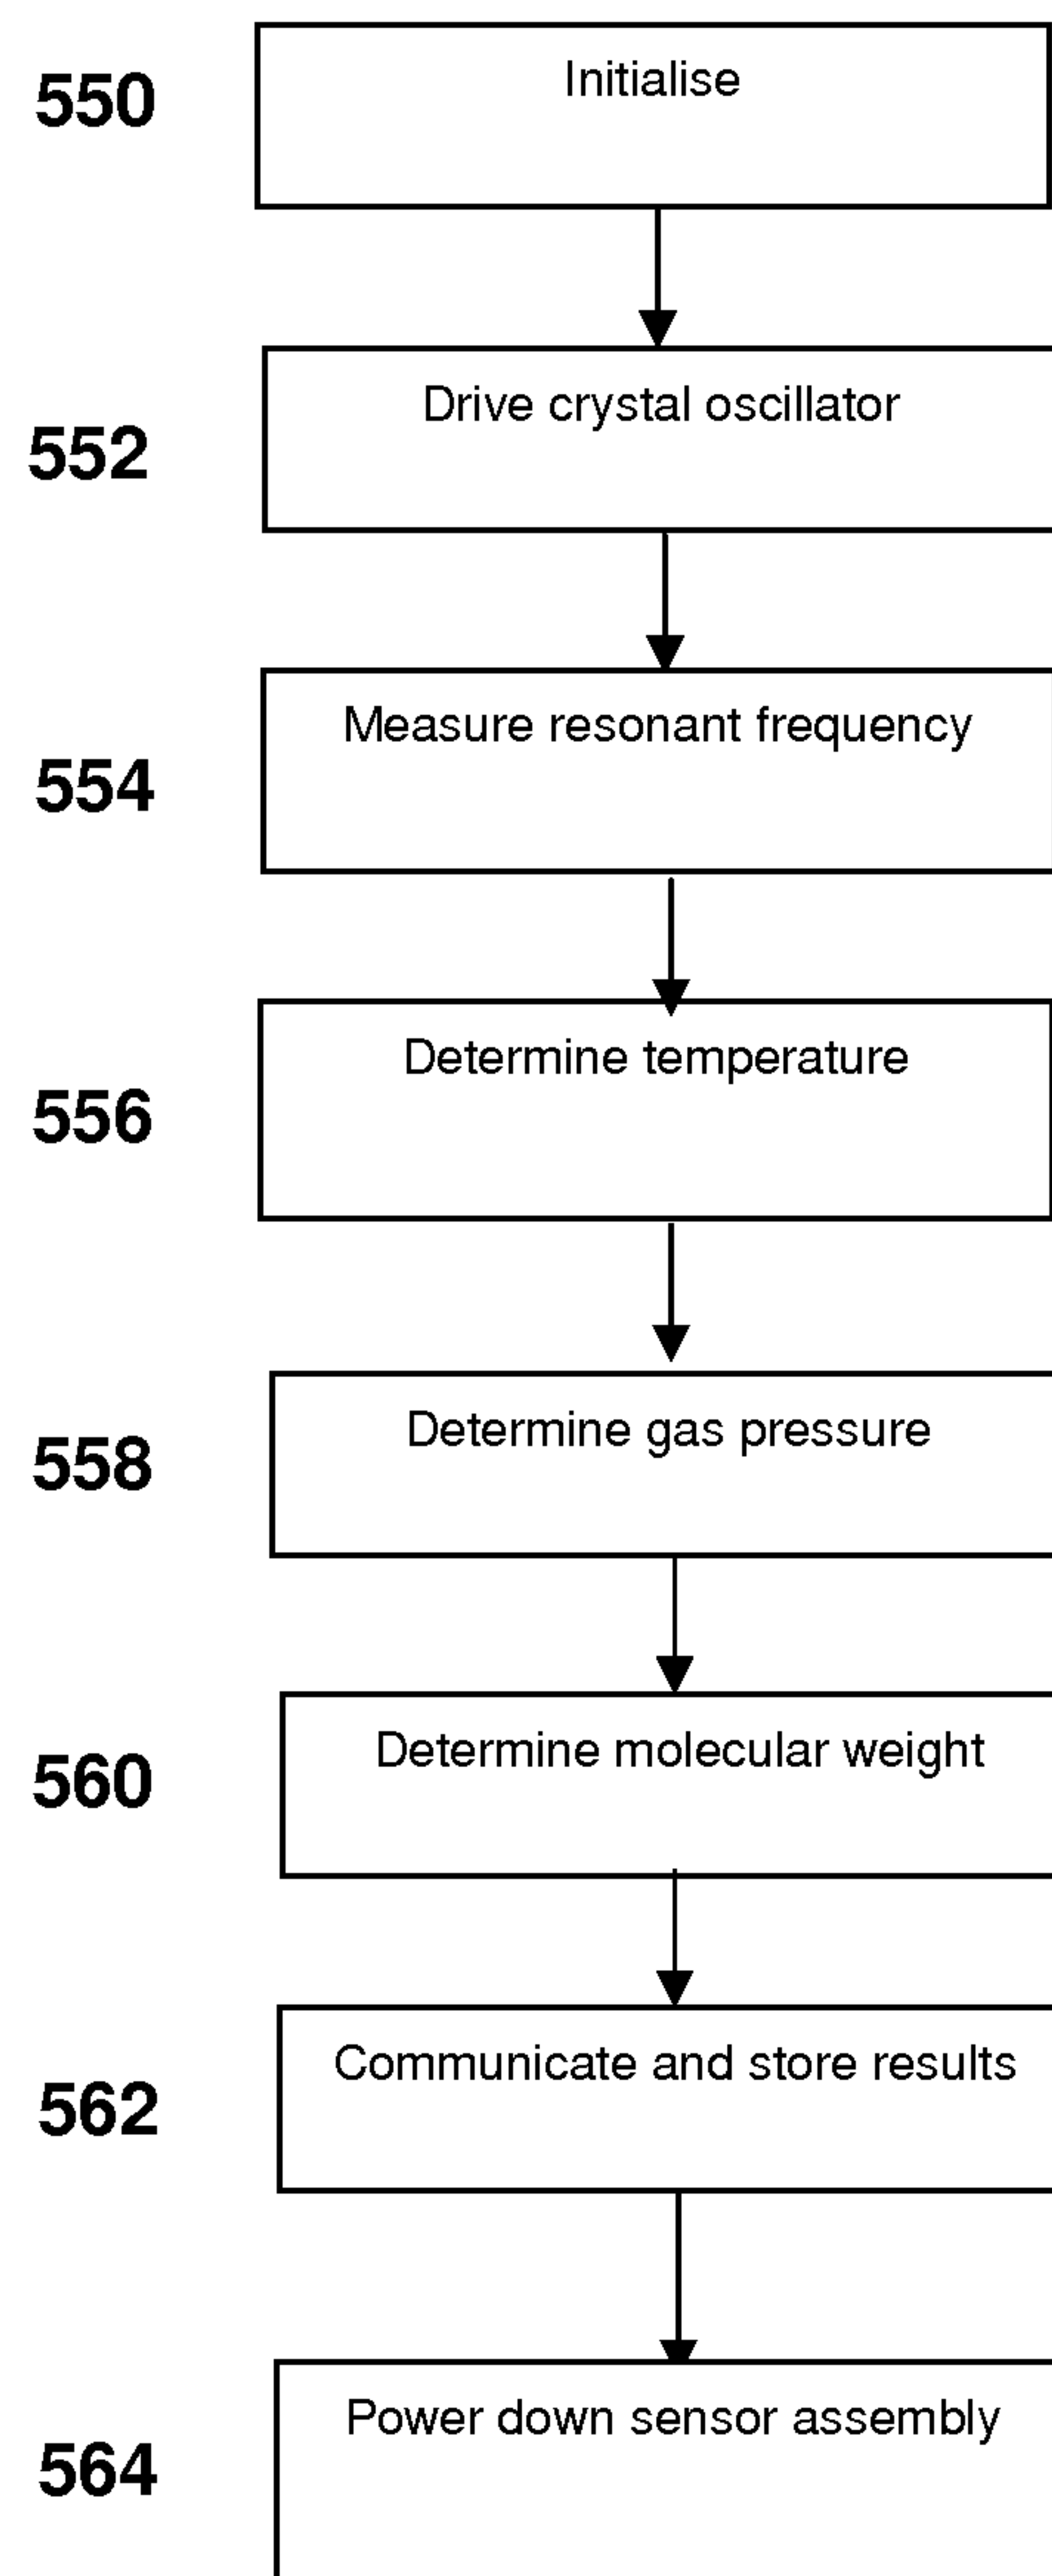 550
Initialise
552
Drive crystal oscillator
554
Measure resonant frequency
556
Determine temperature
558
Determine gas pressure
560
Determine molecular weight
562
Communicate and store results
564
Power down sensor assembly